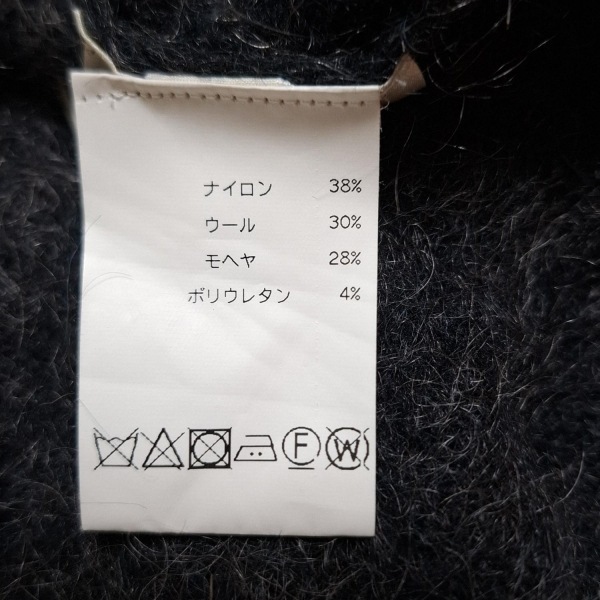 ナイロン 38%
ウール 30%
モヘヤ 28%
ポリウレタン 4%
F W